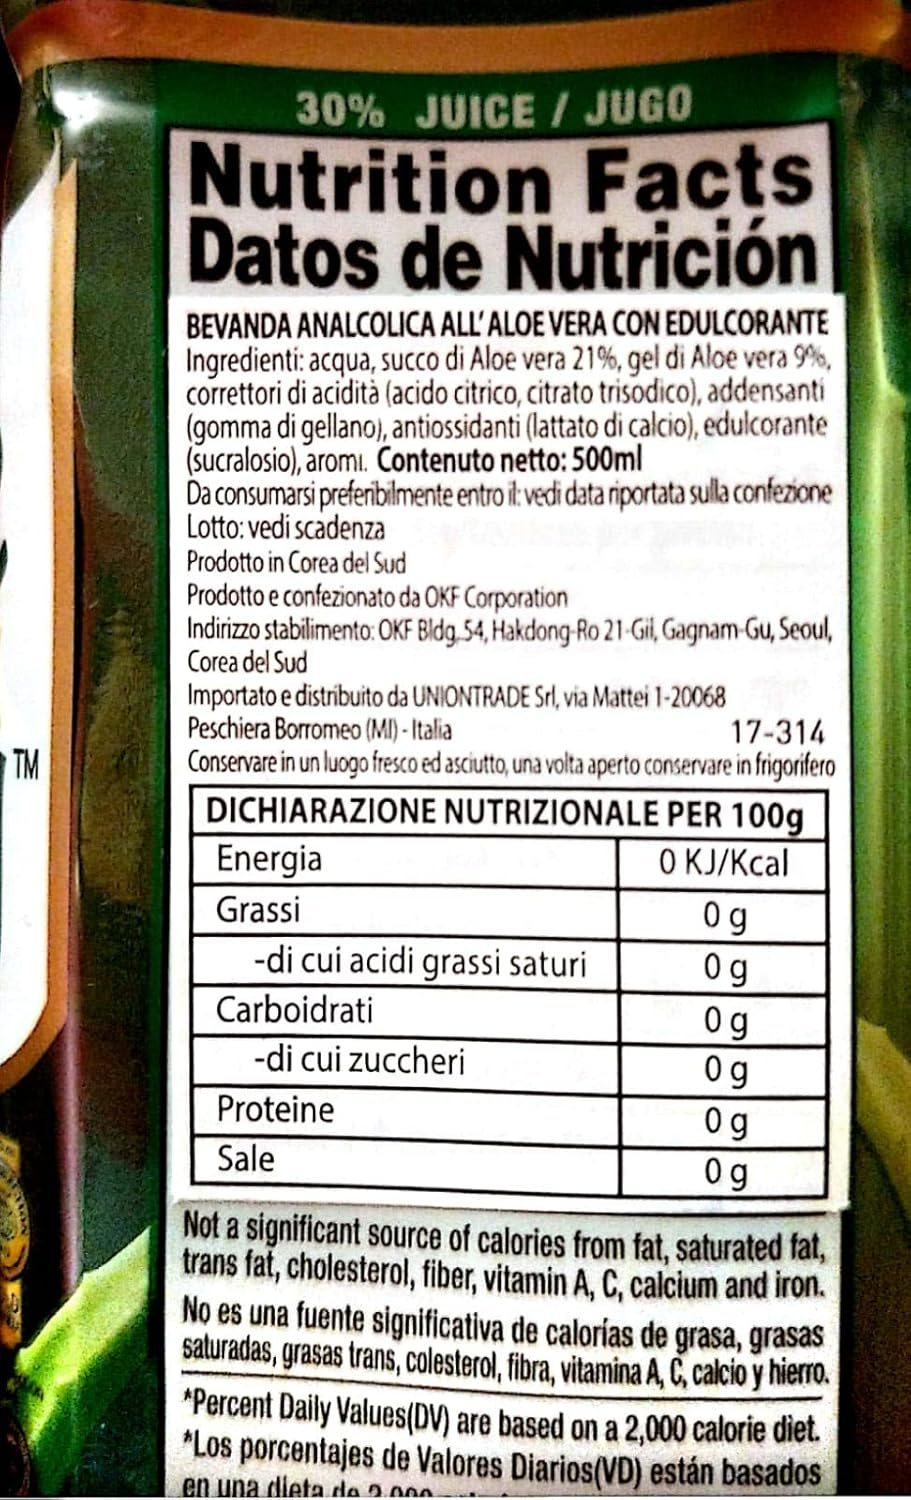 30% JUICE / JUGO
Nutrition Facts
Datos de Nutrición
BEVANDA ANALCOLICA ALL' ALOE VERA CON EDULCORANTE
Ingredienti: acqua, succo di Aloe vera 21%, gel di Aloe vera 9%,
correttori di acidità (acido citrico, citrato trisodico), addensanti
(gomma di gellano), antiossidanti (lattato di calcio), edulcorante
(sucralosio), aromi. Contenuto netto: 500ml
Da consumarsi preferibilmente entro il: vedi data riportata sulla confezione
Lotto: vedi scadenza
Prodotto in Corea del Sud
Prodotto e confezionato da OKF Corporation
Indirizzo stabilimento: OKF Bldg. 54, Hakdong-Ro 21-Gil, Gagnam-Gu, Seoul,
Corea del Sud
Importato e distribuito da UNIONTRADE Srl, via Mattei 1-20068
Peschiera Borromeo (MI) - Italia 17-314
Conservare in un luogo fresco ed asciutto, una volta aperto conservare in frigorifero
TM
DICHIARAZIONE NUTRIZIONALE PER 100g
Energia 0 KJ/Kcal
Grassi 0 g
-di cui acidi grassi saturi 0 g
Carboidrati 0 g
-di cui zuccheri 0 g
Proteine 0 g
Sale 0 g
Not a significant source of calories from fat, saturated fat,
trans fat, cholesterol, fiber, vitamin A, C, calcium and iron.
No es una fuente significativa de calorías de grasa, grasas
saturadas, grasas trans, colesterol, fibra, vitamina A, C, calcio y hierro.
*Percent Daily Values(DV) are based on a 2,000 calorie diet.
*Los porcentajes de Valores Diarios(VD) están basados
en una dieta de